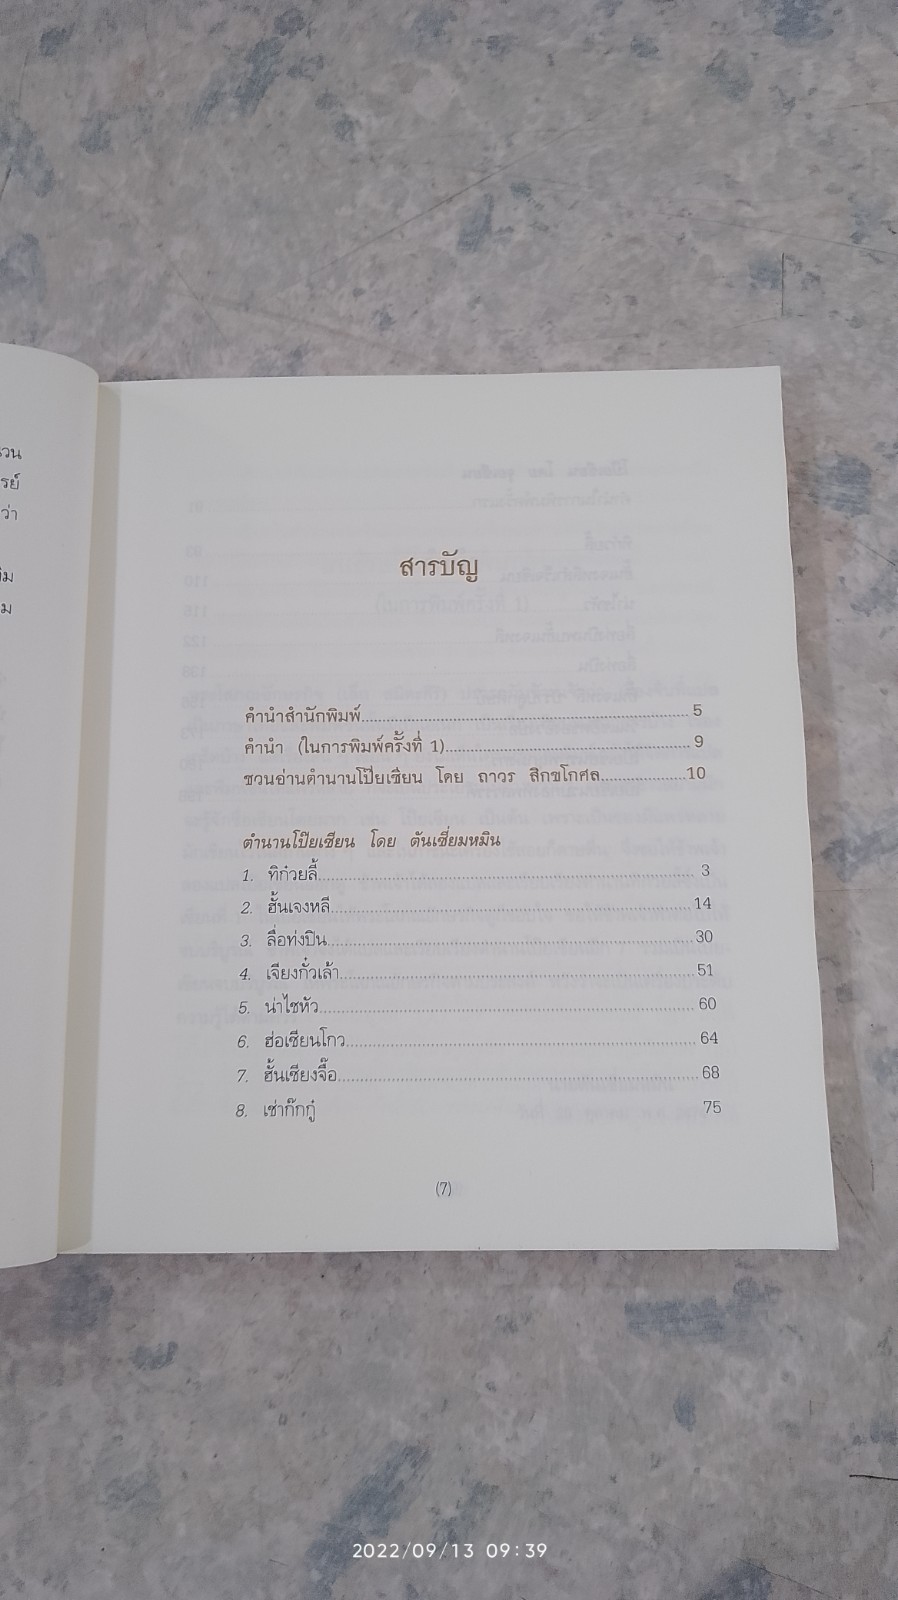 รย์
ว่า
สารบัญ
คำนำสำนักพิมพ์ 5
คำนำ (ในการพิมพ์ครั้งที่ 1) 9
ชวนอ่านตำนานโป๊ยเซียน โดย ถาวร สิกขโกศล 10
ตำนานโป๊ยเซียน โดย ตันเซี่ยมหมิน
1. ทิก๋วยลี้ 3
2. ฮั้นเจงหลี 14
3. ลื่อท่งปิน 30
4. เจียงกั๋วเล้า 51
5. น่าไชหัว 60
6. ฮ่อเซียนโกว 64
7. ฮั้นเซียงจื๊อ 68
8. เช่าก๊กกู๋ 75
(7)
2022/09/13 09:39